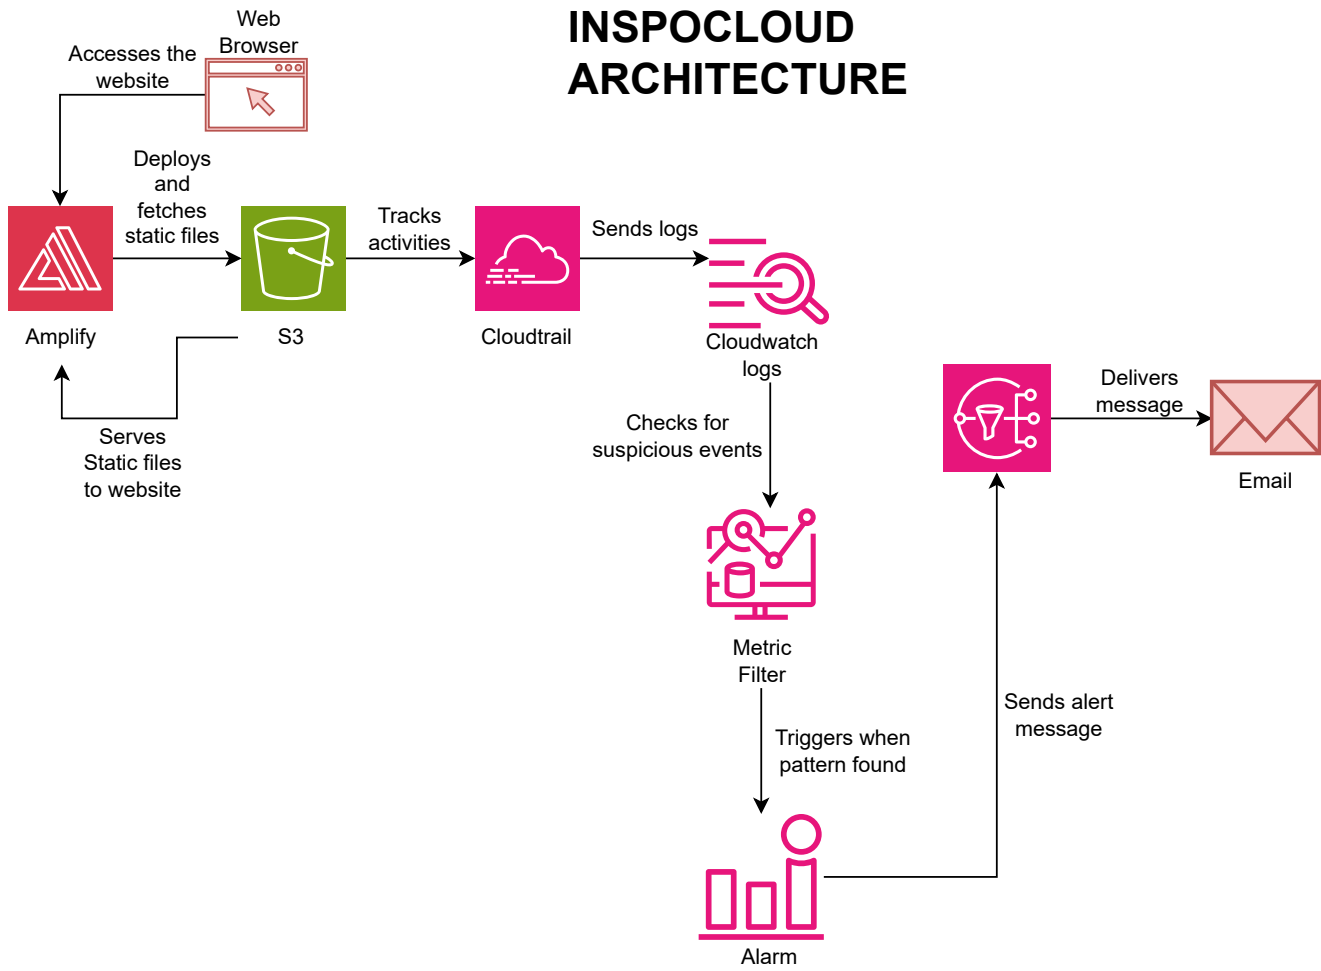 INSPOCLOUD
ARCHITECTURE
Web
Browser
Accesses the
website
Deploys
and
fetches
static files
Tracks
activities
Sends logs
Amplify
S3
Cloudtrail
Cloudwatch
logs
Serves
Static files
to website
Checks for
suspicious events
Delivers
message
Email
Metric
Filter
Sends alert
message
Triggers when
pattern found
Alarm